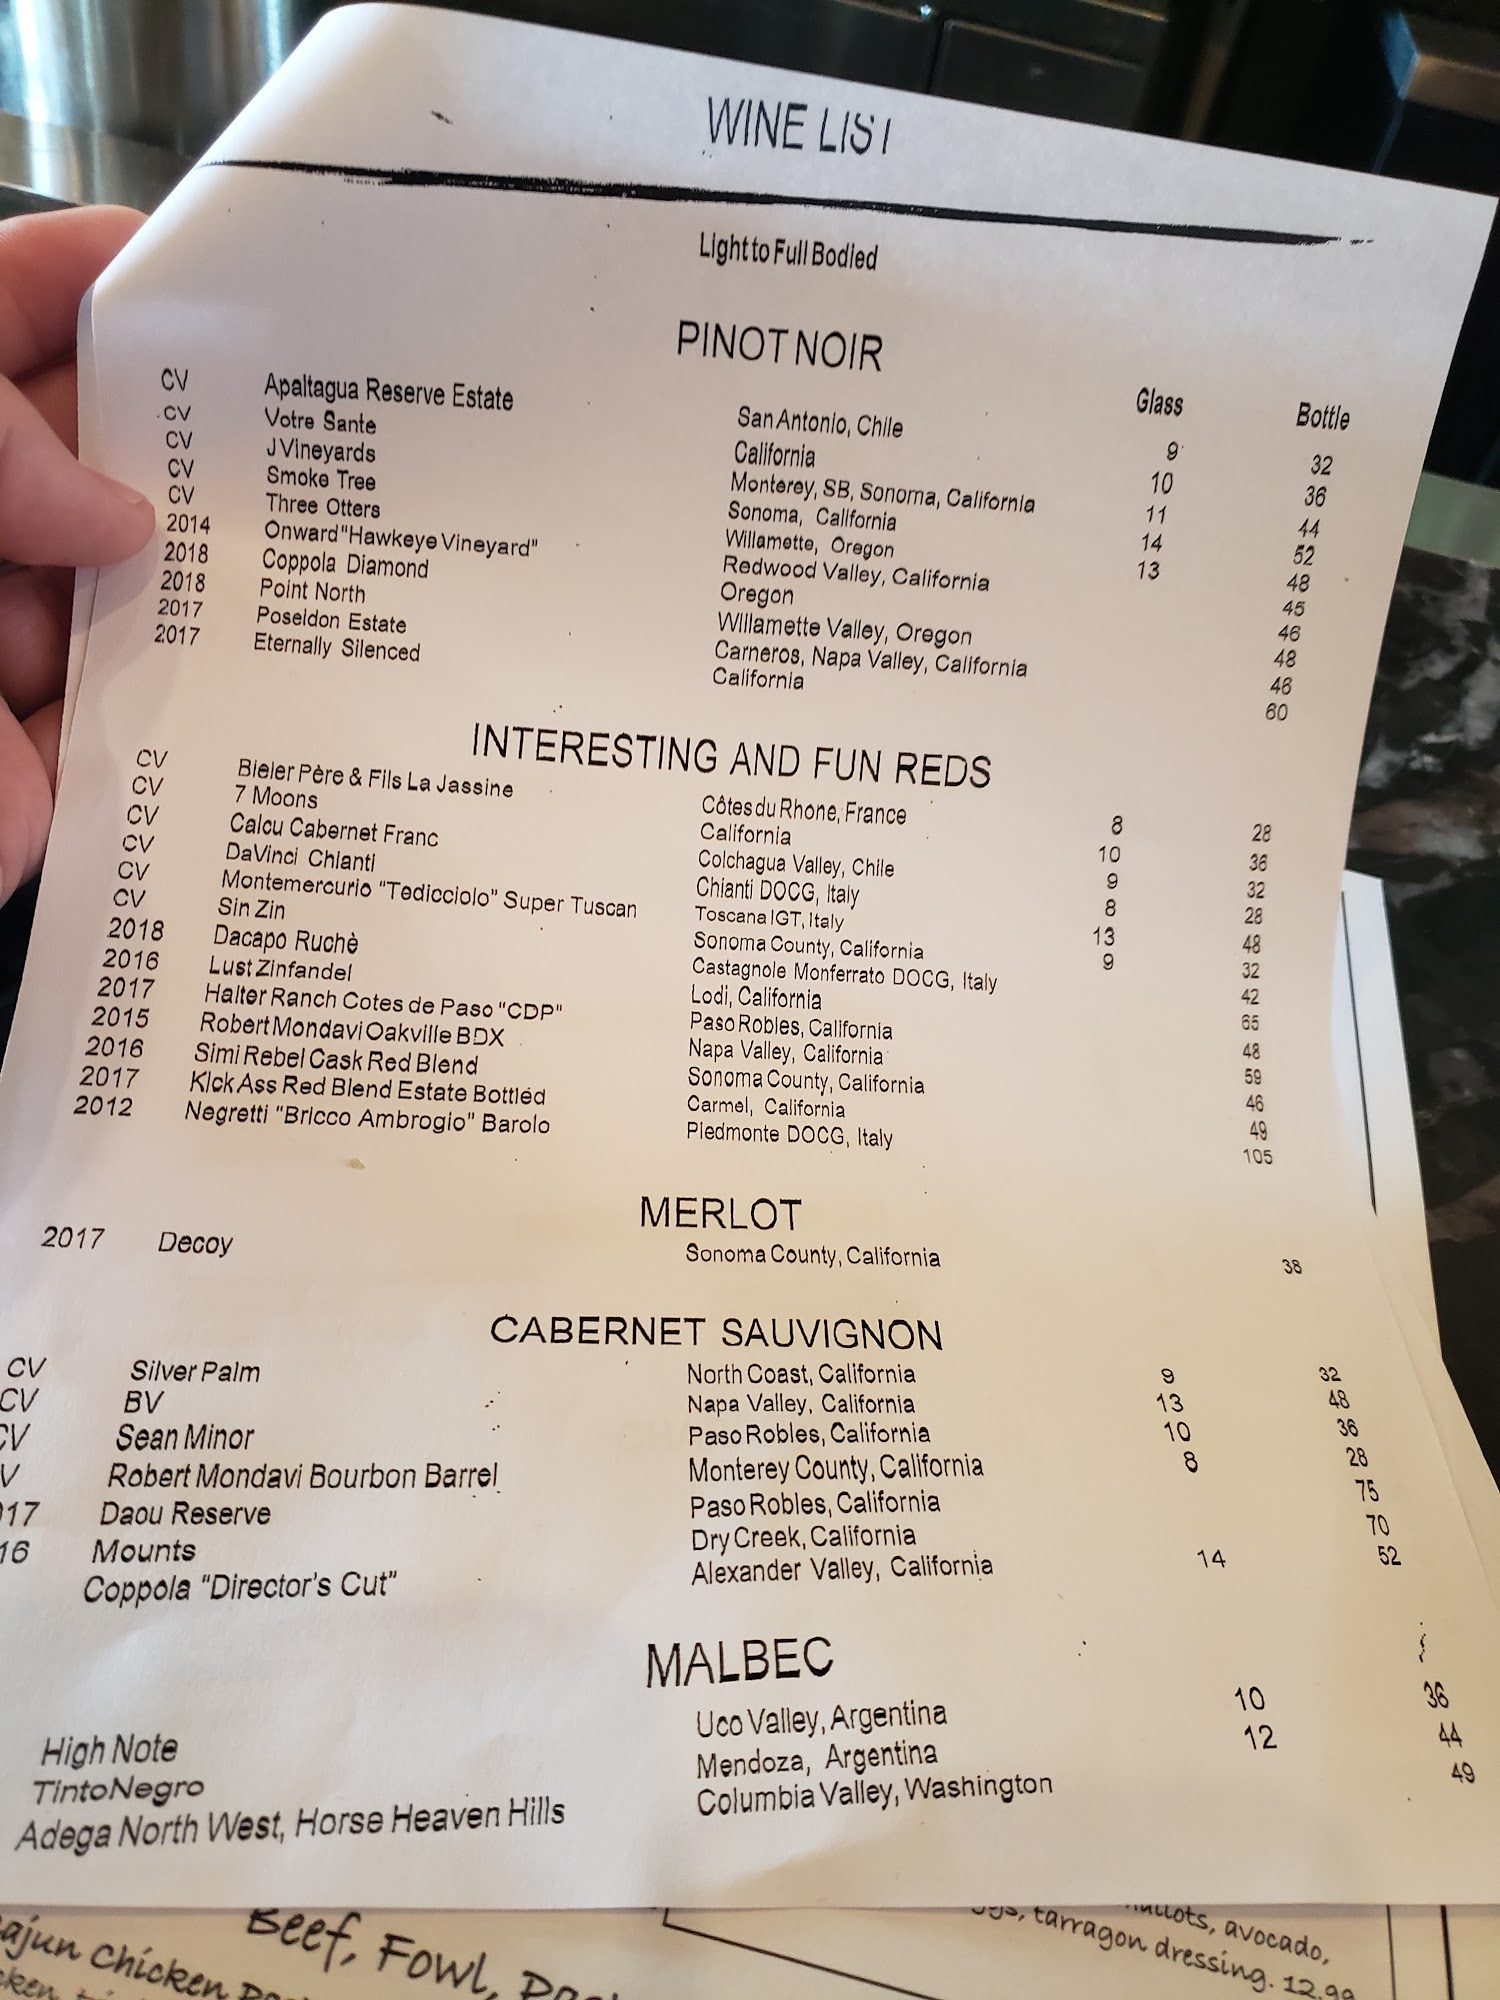 WINE LIST
Light to Full Bodied
PINOT NOIR
Glass Bottle
CV Apaltagua Reserve Estate San Antonio, Chile 9 32
CV Votre Sante California 10 36
CV J Vineyards Monterey, SB, Sonoma, California 11 44
CV Smoke Tree Sonoma, California 14 52
CV Three Otters Willamette, Oregon 13 48
2014 Onward "Hawkeye Vineyard" Redwood Valley, California 45
2018 Coppola Diamond Oregon 46
2018 Point North Willamette Valley, Oregon 48
2017 Poseidon Estate Carneros, Napa Valley, California 46
2017 Eternally Silenced California 60
INTERESTING AND FUN REDS
CV Bieler Père & Fils La Jassine Côtes du Rhone, France 8 28
CV 7 Moons California 10 36
CV Calcu Cabernet Franc Colchagua Valley, Chile 9 32
CV DaVinci Chianti Chianti DOCG, Italy 8 28
CV Montemercurio "Tedicciolo" Super Tuscan Toscana IGT, Italy 13 48
CV Sin Zin Sonoma County, California 9 32
2018 Dacapo Ruchè Castagnole Monferrato DOCG, Italy 42
2016 Lust Zinfandel Lodi, California 65
2017 Halter Ranch Cotes de Paso "CDP" Paso Robles, California 48
2015 Robert Mondavi Oakville BDX Napa Valley, California 59
2016 Simi Rebel Cask Red Blend Sonoma County, California 46
2017 Kick Ass Red Blend Estate Bottled Carmel, California 49
2012 Negretti "Bricco Ambrogio" Barolo Piedmonte DOCG, Italy 105
MERLOT
2017 Decoy Sonoma County, California 38
CABERNET SAUVIGNON
CV Silver Palm North Coast, California 9 32
CV BV Napa Valley, California 13 48
CV Sean Minor Paso Robles, California 10 36
V Robert Mondavi Bourbon Barrel Monterey County, California 8 28
017 Daou Reserve Paso Robles, California 75
16 Mounts Dry Creek, California 70
Coppola "Director's Cut" Alexander Valley, California 14 52
MALBEC
High Note Uco Valley, Argentina 10 36
TintoNegro Mendoza, Argentina 12 44
Adega North West, Horse Heaven Hills Columbia Valley, Washington 49
Beef, Fowl,
ajun Chicken
avocado,
tarragon dressing. 12.99